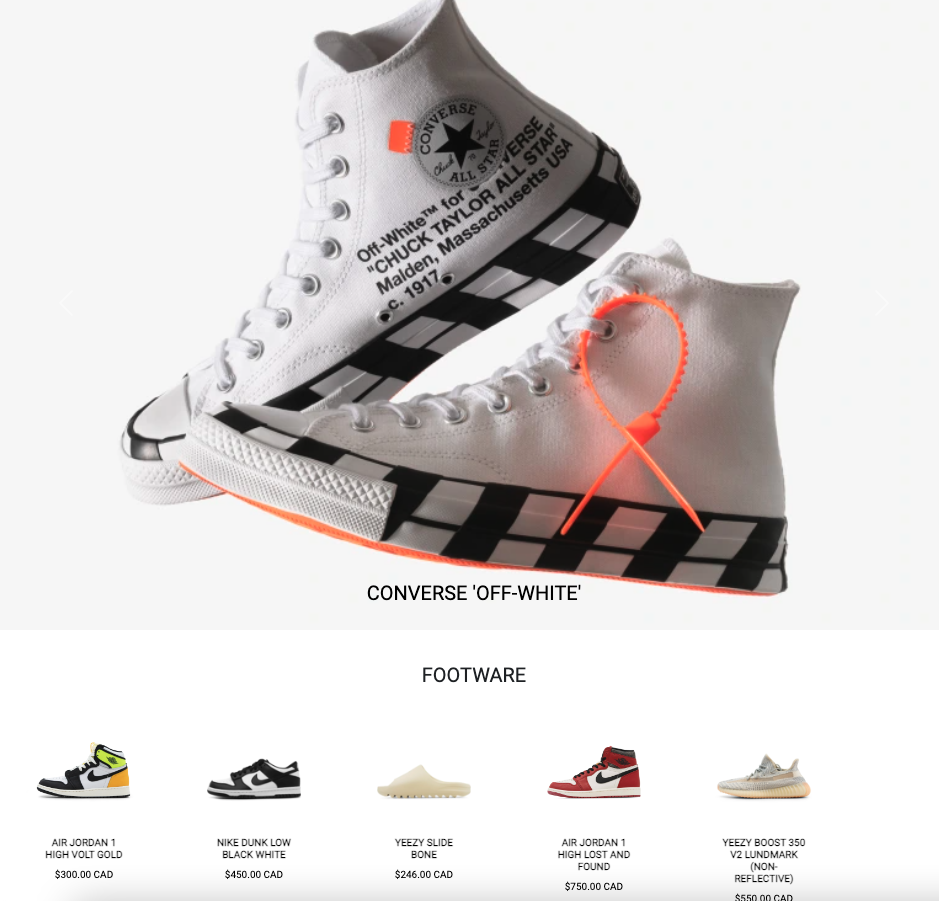 CONVERSE
Chuck Taylor
ALL STAR
Off-White™ for CONVERSE
"CHUCK TAYLOR ALL STAR"
Malden, Massachusetts USA
c. 1917
CONVERSE 'OFF-WHITE'
FOOTWARE
AIR JORDAN 1
HIGH VOLT GOLD
$300.00 CAD
NIKE DUNK LOW
BLACK WHITE
$450.00 CAD
YEEZY SLIDE
BONE
$246.00 CAD
AIR JORDAN 1
HIGH LOST AND
FOUND
$750.00 CAD
YEEZY BOOST 350
V2 LUNDMARK
(NON-
REFLECTIVE)
$550.00 CAD